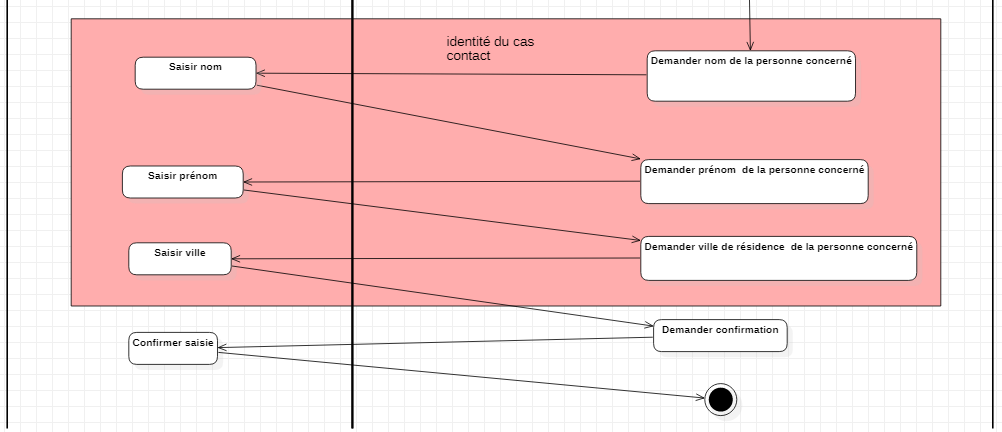 identité du cas
contact
Saisir nom
Demander nom de la personne concerné
Saisir prénom
Demander prénom  de la personne concerné
Saisir ville
Demander ville de résidence  de la personne concerné
Demander confirmation
Confirmer saisie